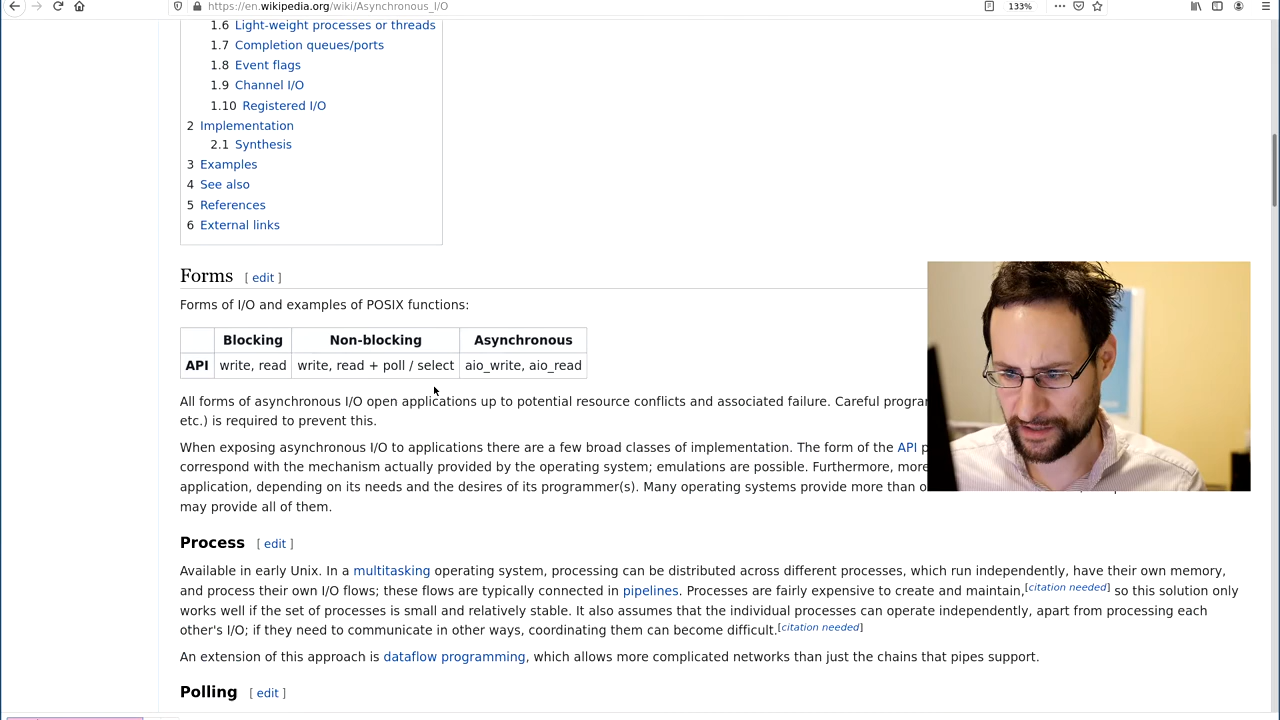 https://en.wikipedia.org/wiki/Asynchronous_I/O
133%
1.6 Light-weight processes or threads
1.7 Completion queues/ports
1.8 Event flags
1.9 Channel I/O
1.10 Registered I/O
2 Implementation
2.1 Synthesis
3 Examples
4 See also
5 References
6 External links
Forms [ edit ]
Forms of I/O and examples of POSIX functions:
Blocking Non-blocking Asynchronous
API write, read write, read + poll / select aio_write, aio_read
All forms of asynchronous I/O open applications up to potential resource conflicts and associated failure. Careful
etc.) is required to prevent this.
When exposing asynchronous I/O to applications there are a few broad classes of implementation. The form of the API
correspond with the mechanism actually provided by the operating system; emulations are possible. Furthermore, more
application, depending on its needs and the desires of its programmer(s). Many operating systems provide more than
may provide all of them.
Process [ edit ]
Available in early Unix. In a multitasking operating system, processing can be distributed across different processes, which run independently, have their own memory,
and process their own I/O flows; these flows are typically connected in pipelines. Processes are fairly expensive to create and maintain,[citation needed] so this solution only
works well if the set of processes is small and relatively stable. It also assumes that the individual processes can operate independently, apart from processing each
other's I/O; if they need to communicate in other ways, coordinating them can become difficult.[citation needed]
An extension of this approach is dataflow programming, which allows more complicated networks than just the chains that pipes support.
Polling [ edit ]